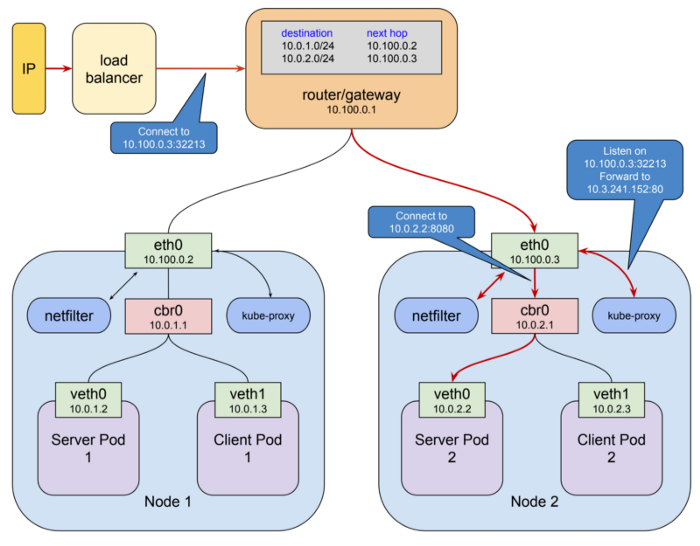 destination next hop
10.0.1.0/24 10.100.0.2
10.0.2.0/24 10.100.0.3
IP
load
balancer
router/gateway
10.100.0.1
Connect to
10.100.0.3:32213
Listen on
10.100.0.3:32213
Forward to
10.3.241.152:80
Connect to
10.0.2.2:8080
eth0
10.100.0.2
netfilter
cbr0
10.0.1.1
kube-proxy
veth0
10.0.1.2
veth1
10.0.1.3
Server Pod
1
Client Pod
1
Node 1
eth0
10.100.0.3
netfilter
cbr0
10.0.2.1
kube-proxy
veth0
10.0.2.2
veth1
10.0.2.3
Server Pod
2
Client Pod
2
Node 2